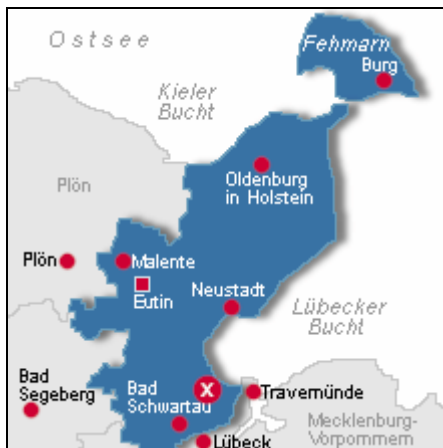 Ostsee
Fehmarn
Burg
Kieler
Bucht
Oldenburg
in Holstein
Plön
Plön
Malente
Eutin
Neustadt
Lübecker
Bucht
Bad
Segeberg
Bad
Schwartau
X
Travemünde
Lübeck
Mecklenburg-
Vorpommern